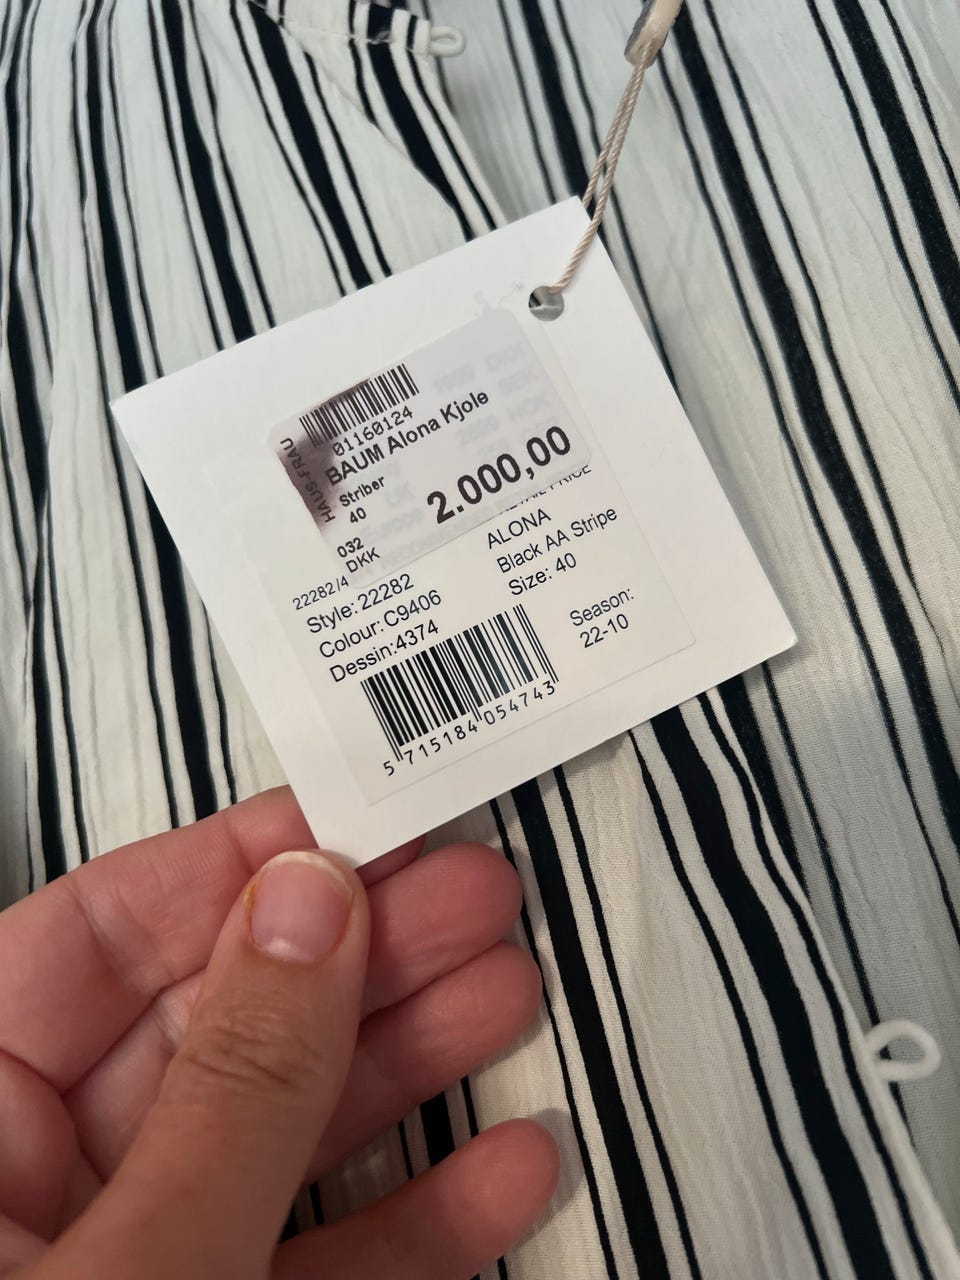 HAUS FRAU
01160124
BAUM Alona Kjole
Striber
40
2.000,00
032
DKK
22282/4
Style: 22282
Colour: C9406
Dessin:4374
ALONA
Black AA Stripe
Size: 40
Season:
22-10
5 715184 054743